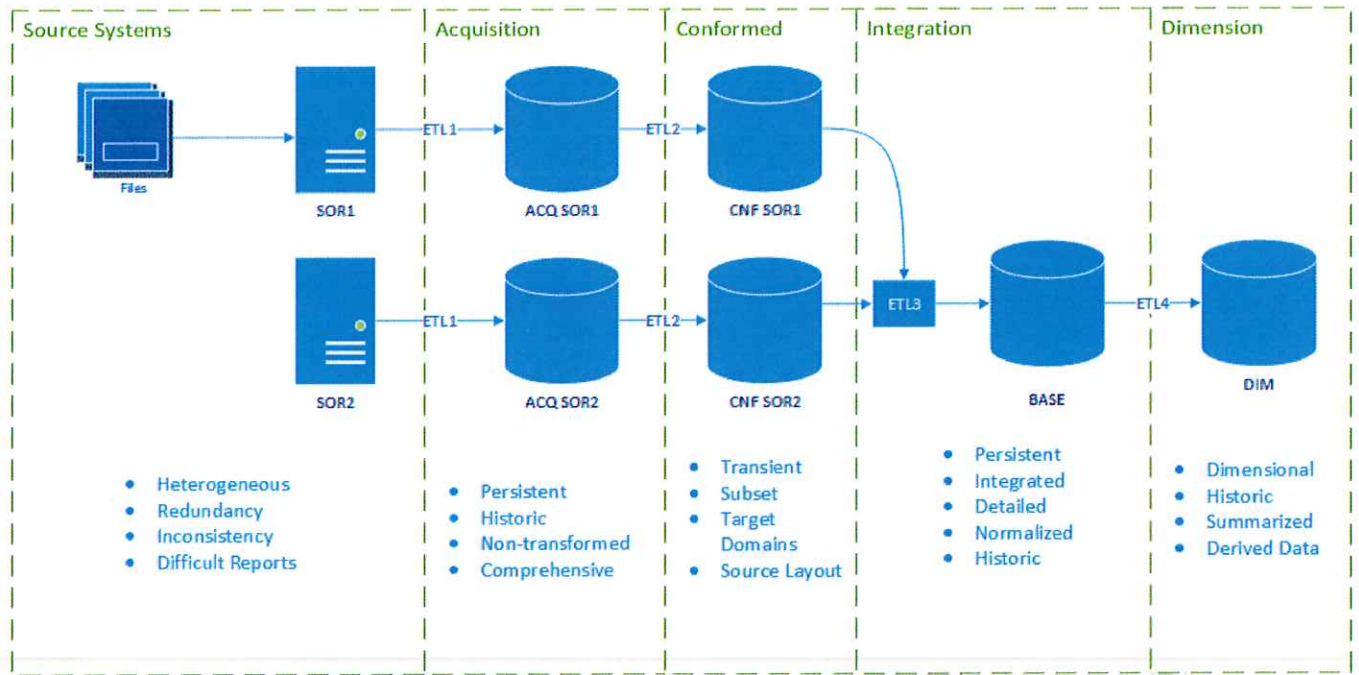 Source Systems
Acquisition
Conformed
Integration
Dimension
Files
SOR1
ETL1
ACQ SOR1
ETL2
CNF SOR1
SOR2
ETL1
ACQ SOR2
ETL2
CNF SOR2
ETL3
BASE
ETL4
DIM
• Heterogeneous
• Redundancy
• Inconsistency
• Difficult Reports
• Persistent
• Historic
• Non-transformed
• Comprehensive
• Transient
• Subset
• Target
Domains
• Source Layout
• Persistent
• Integrated
• Detailed
• Normalized
• Historic
• Dimensional
• Historic
• Summarized
• Derived Data